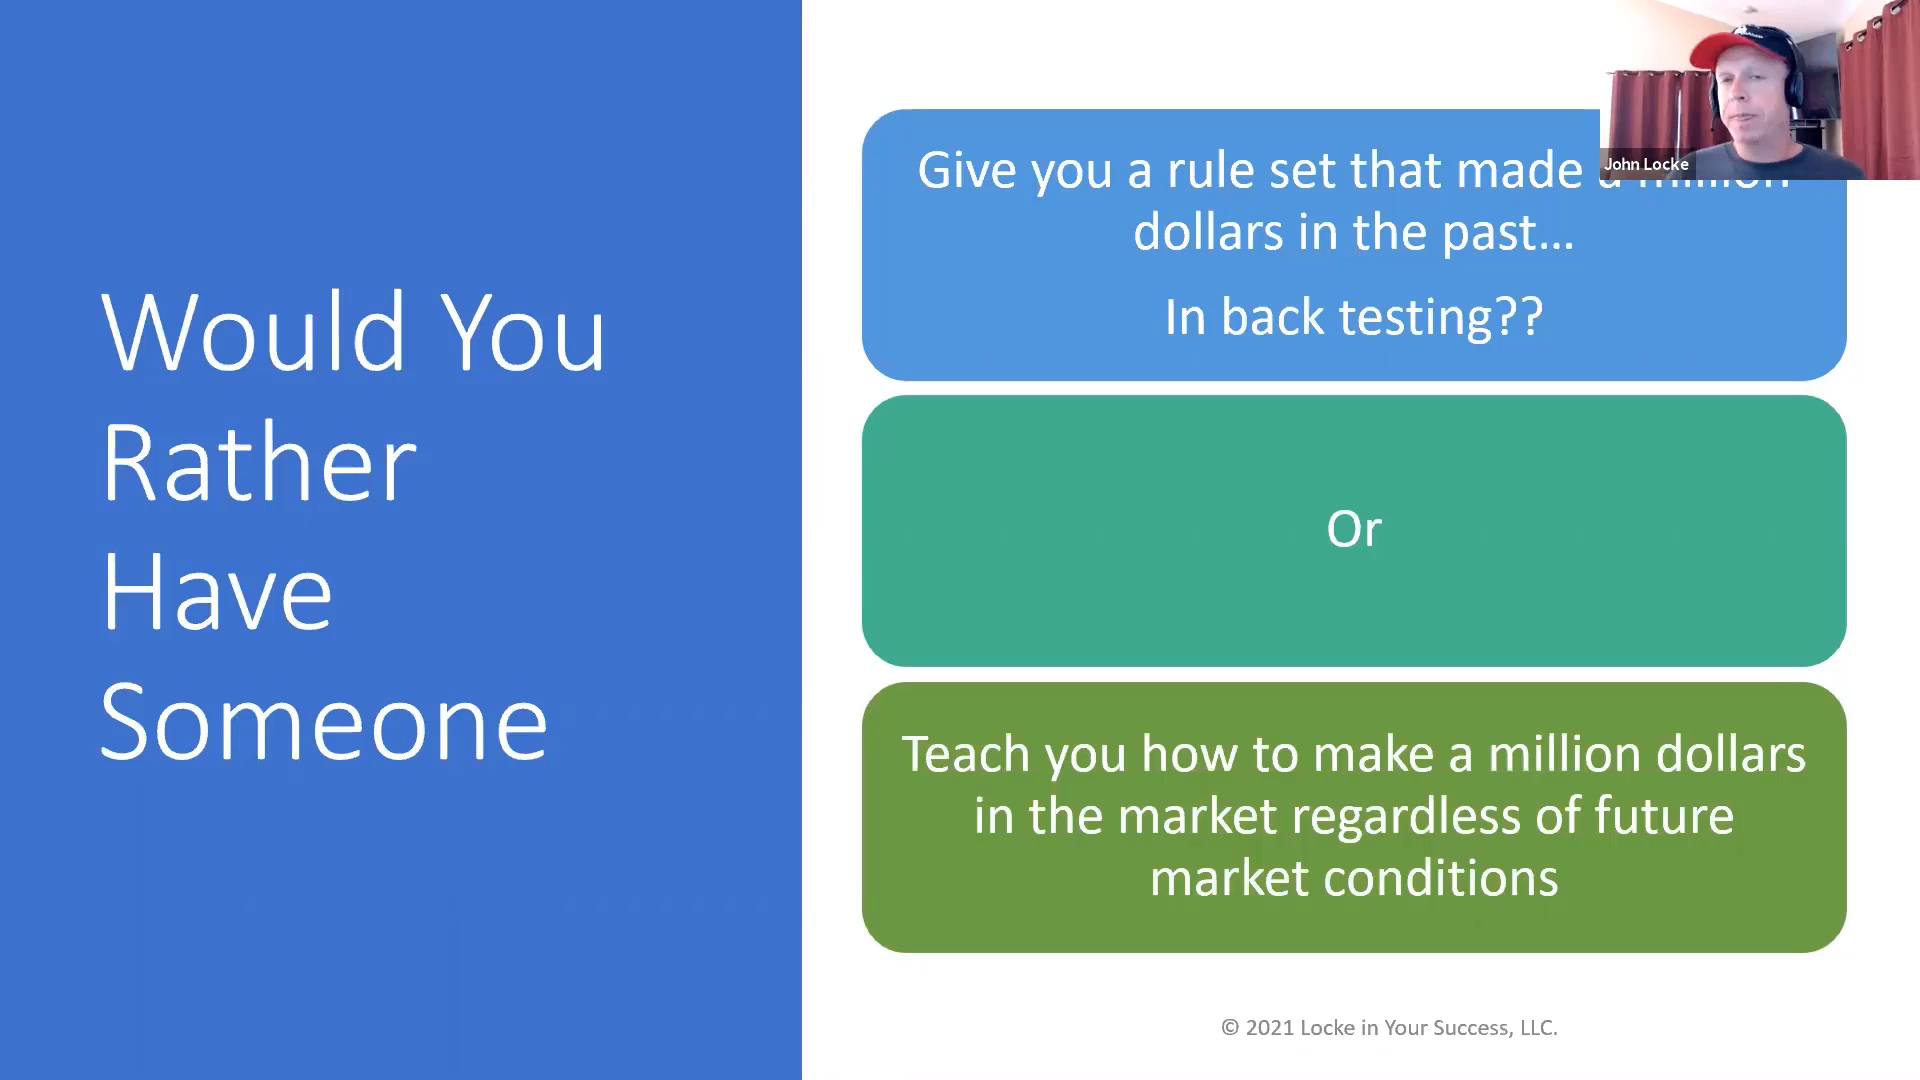 Would You
Rather
Have
Someone
Give you a rule set that made a million
dollars in the past...
In back testing??
Or
Teach you how to make a million dollars
in the market regardless of future
market conditions
John Locke
© 2021 Locke in Your Success, LLC.